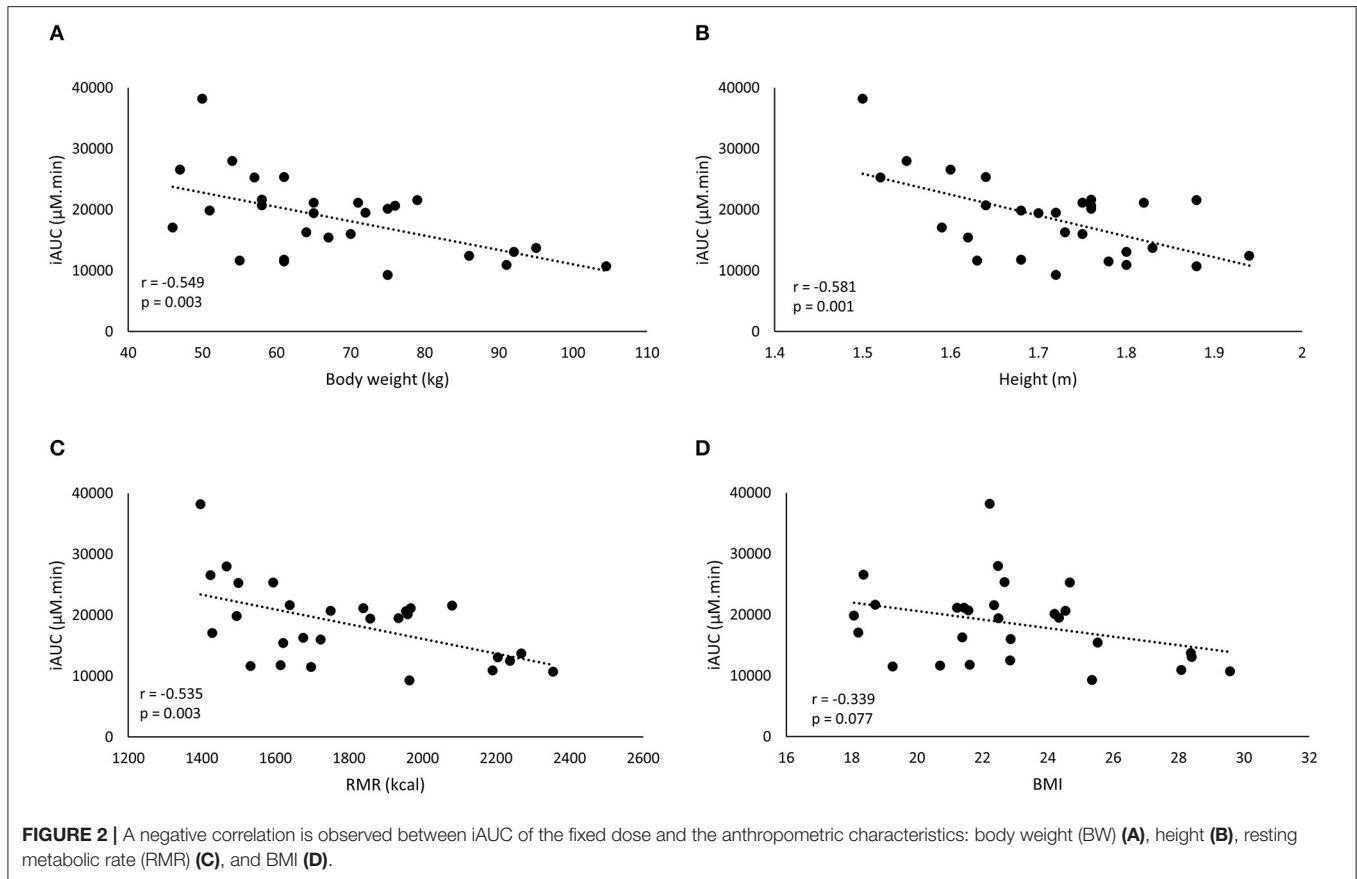 A
40000
30000
20000
10000
0
iAUC (µM.min)
r = -0.549
p = 0.003
40 50 60 70 80 90 100 110
Body weight (kg)
B
40000
30000
20000
10000
0
iAUC (µM.min)
r = -0.581
p = 0.001
1.4 1.5 1.6 1.7 1.8 1.9 2
Height (m)
C
40000
30000
20000
10000
0
iAUC (µM.min)
r = -0.535
p = 0.003
1200 1400 1600 1800 2000 2200 2400 2600
RMR (kcal)
D
40000
30000
20000
10000
0
iAUC (µM.min)
r = -0.339
p = 0.077
16 18 20 22 24 26 28 30 32
BMI
FIGURE 2 | A negative correlation is observed between iAUC of the fixed dose and the anthropometric characteristics: body weight (BW) (A), height (B), resting
metabolic rate (RMR) (C), and BMI (D).